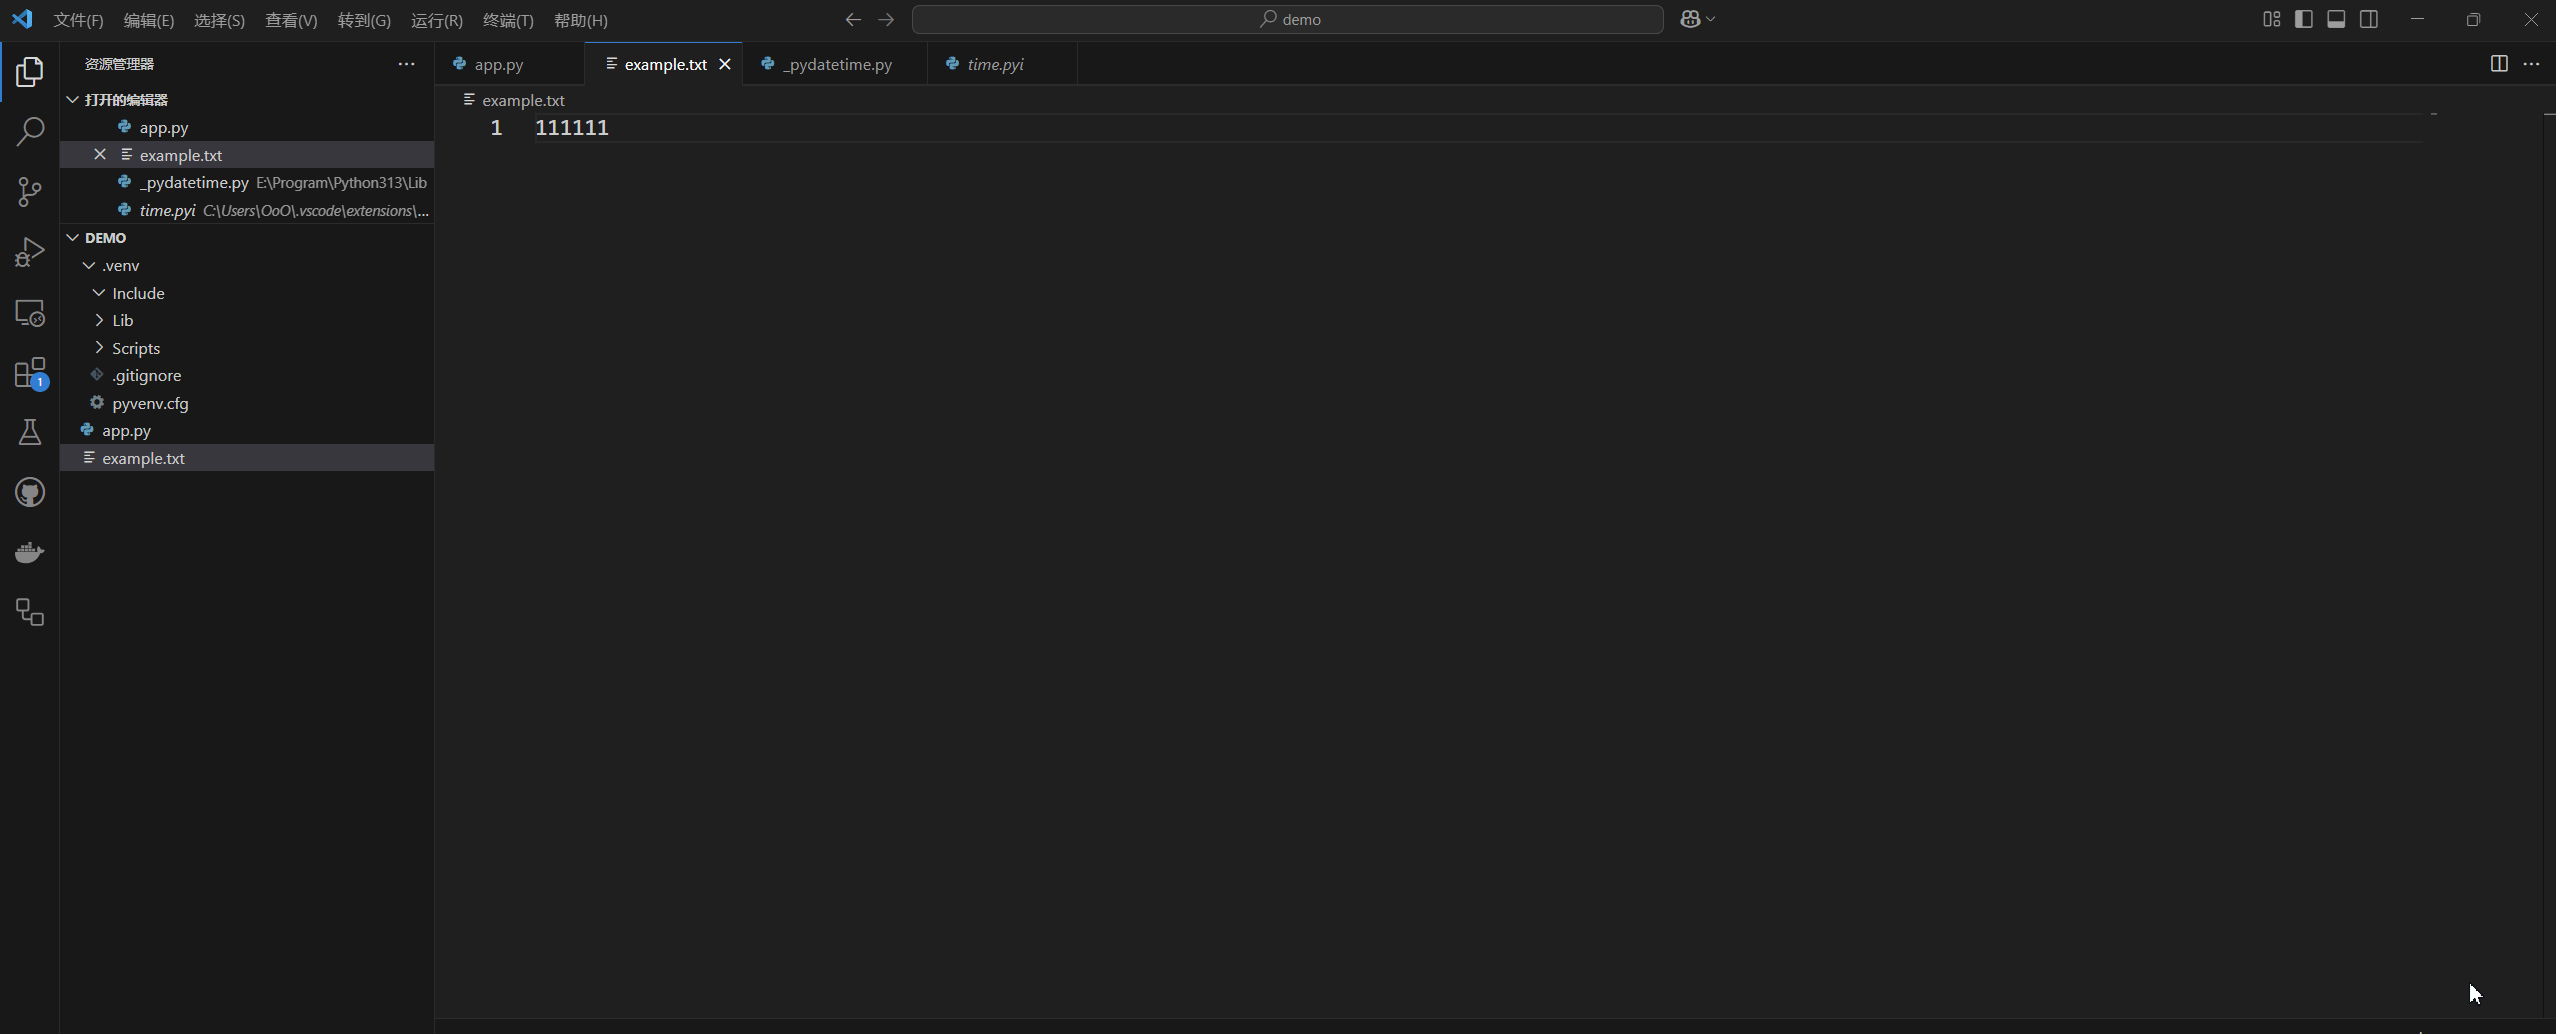 文件(F) 编辑(E) 选择(S) 查看(V) 转到(G) 运行(R) 终端(T) 帮助(H) demo
资源管理器
打开的编辑器
app.py
example.txt
_pydatetime.py E:\Program\Python313\Lib
time.pyi C:\Users\OoO\.vscode\extensions\...
DEMO
.venv
Include
Lib
Scripts
.gitignore
pyvenv.cfg
app.py
example.txt
1
app.py example.txt _pydatetime.py time.pyi
example.txt
1 111111